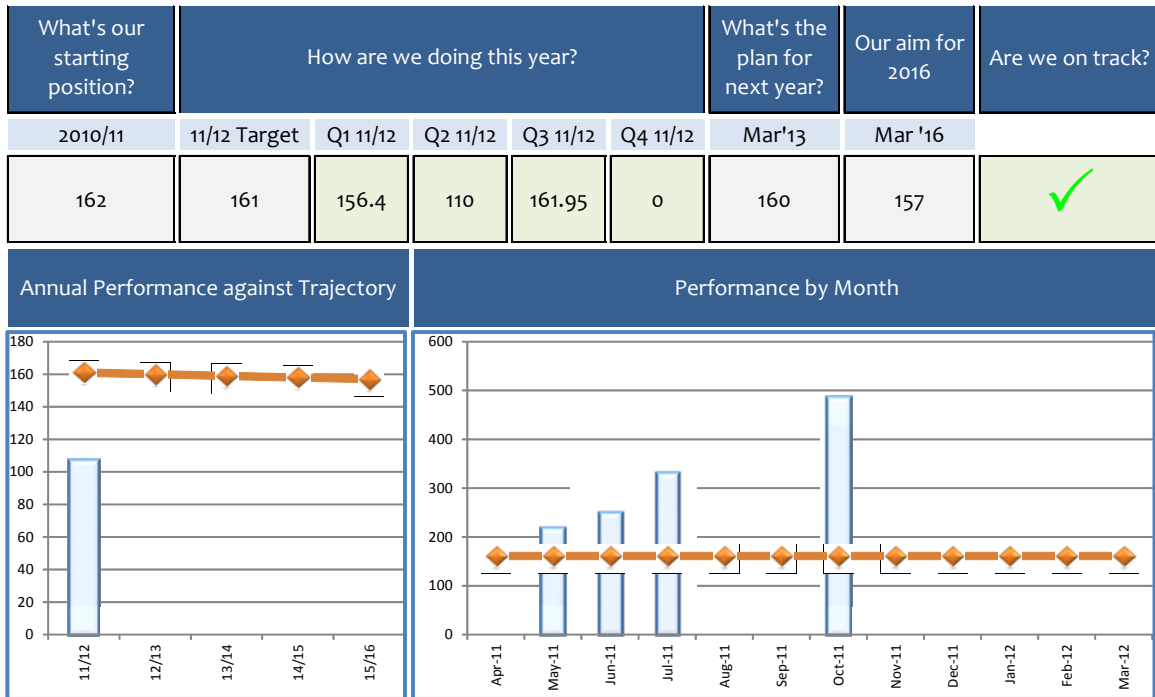 What's our
starting
position?
How are we doing this year?
What's the
plan for
next year?
Our aim for
2016
Are we on track?
2010/11 11/12 Target Q1 11/12 Q2 11/12 Q3 11/12 Q4 11/12 Mar'13 Mar '16
162 161 156.4 110 161.95 0 160 157
Annual Performance against Trajectory
Performance by Month
180
160
140
120
100
80
60
40
20
0
11/12 12/13 13/14 14/15 15/16
600
500
400
300
200
100
0
Apr-11 May-11 Jun-11 Jul-11 Aug-11 Sep-11 Oct-11 Nov-11 Dec-11 Jan-12 Feb-12 Mar-12